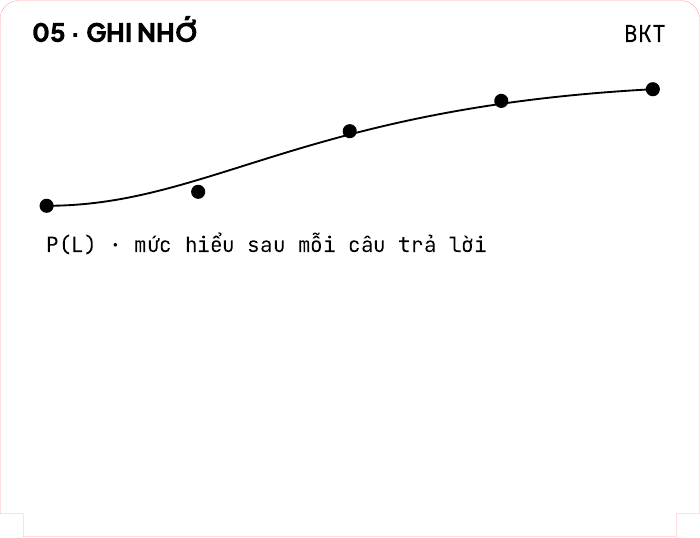 05 · GHI NHỚ
BKT
P(L) · mức hiểu sau mỗi câu trả lời